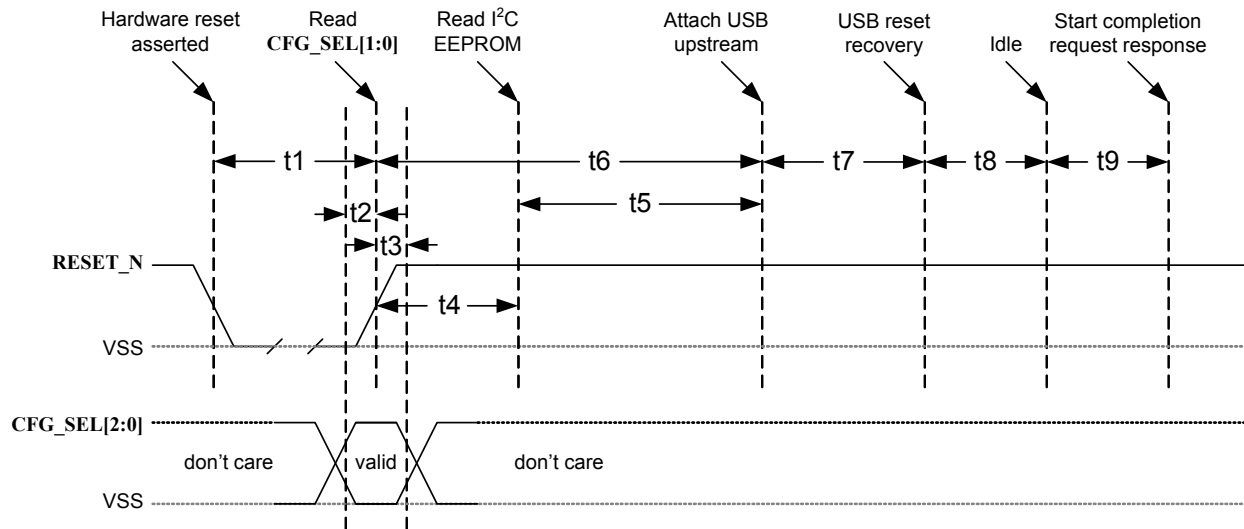 Hardware reset
asserted
Read
CFG_SEL[1:0]
Read I²C
EEPROM
Attach USB
upstream
USB reset
recovery
Idle
Start completion
request response
t1
t6
t7
t8
t9
t2
t5
t3
RESET_N
t4
VSS
CFG_SEL[2:0]
don't care
valid
don't care
VSS